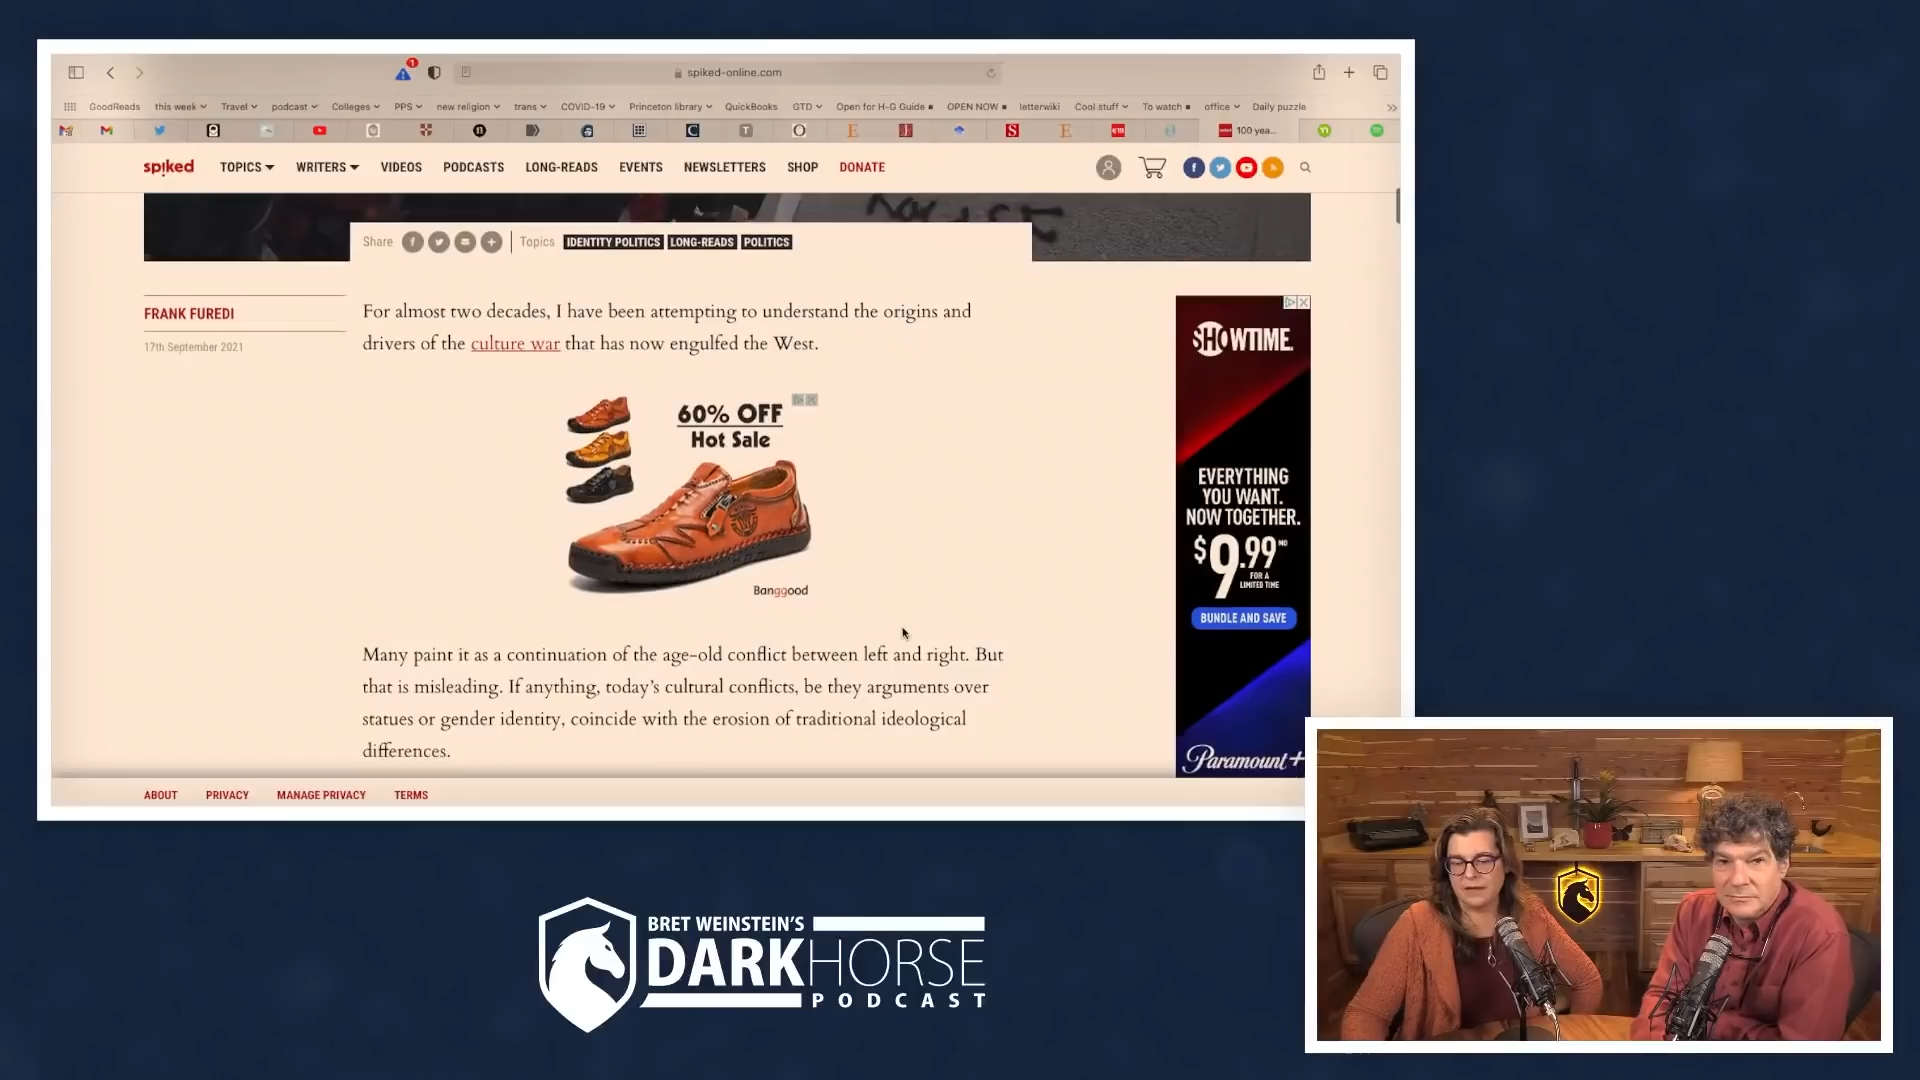 1
spiked-online.com
GoodReads this week Travel podcast Colleges PPS new religion trans COVID-19 Princeton library QuickBooks GTD Open for H-G Guide OPEN NOW letterwiki Cool stuff To watch office Daily puzzle
100 yea...
spiked TOPICS WRITERS VIDEOS PODCASTS LONG-READS EVENTS NEWSLETTERS SHOP DONATE
Share Topics IDENTITY POLITICS LONG-READS POLITICS
FRANK FUREDI
17th September 2021
For almost two decades, I have been attempting to understand the origins and
drivers of the culture war that has now engulfed the West.
60% OFF
Hot Sale
Banggood
SHOWTIME.
EVERYTHING
YOU WANT.
NOW TOGETHER.
$9.99 MO
FOR A
LIMITED TIME
BUNDLE AND SAVE
Paramount+
Many paint it as a continuation of the age-old conflict between left and right. But
that is misleading. If anything, today's cultural conflicts, be they arguments over
statues or gender identity, coincide with the erosion of traditional ideological
differences.
ABOUT PRIVACY MANAGE PRIVACY TERMS
BRET WEINSTEIN'S
DARKHORSE
PODCAST